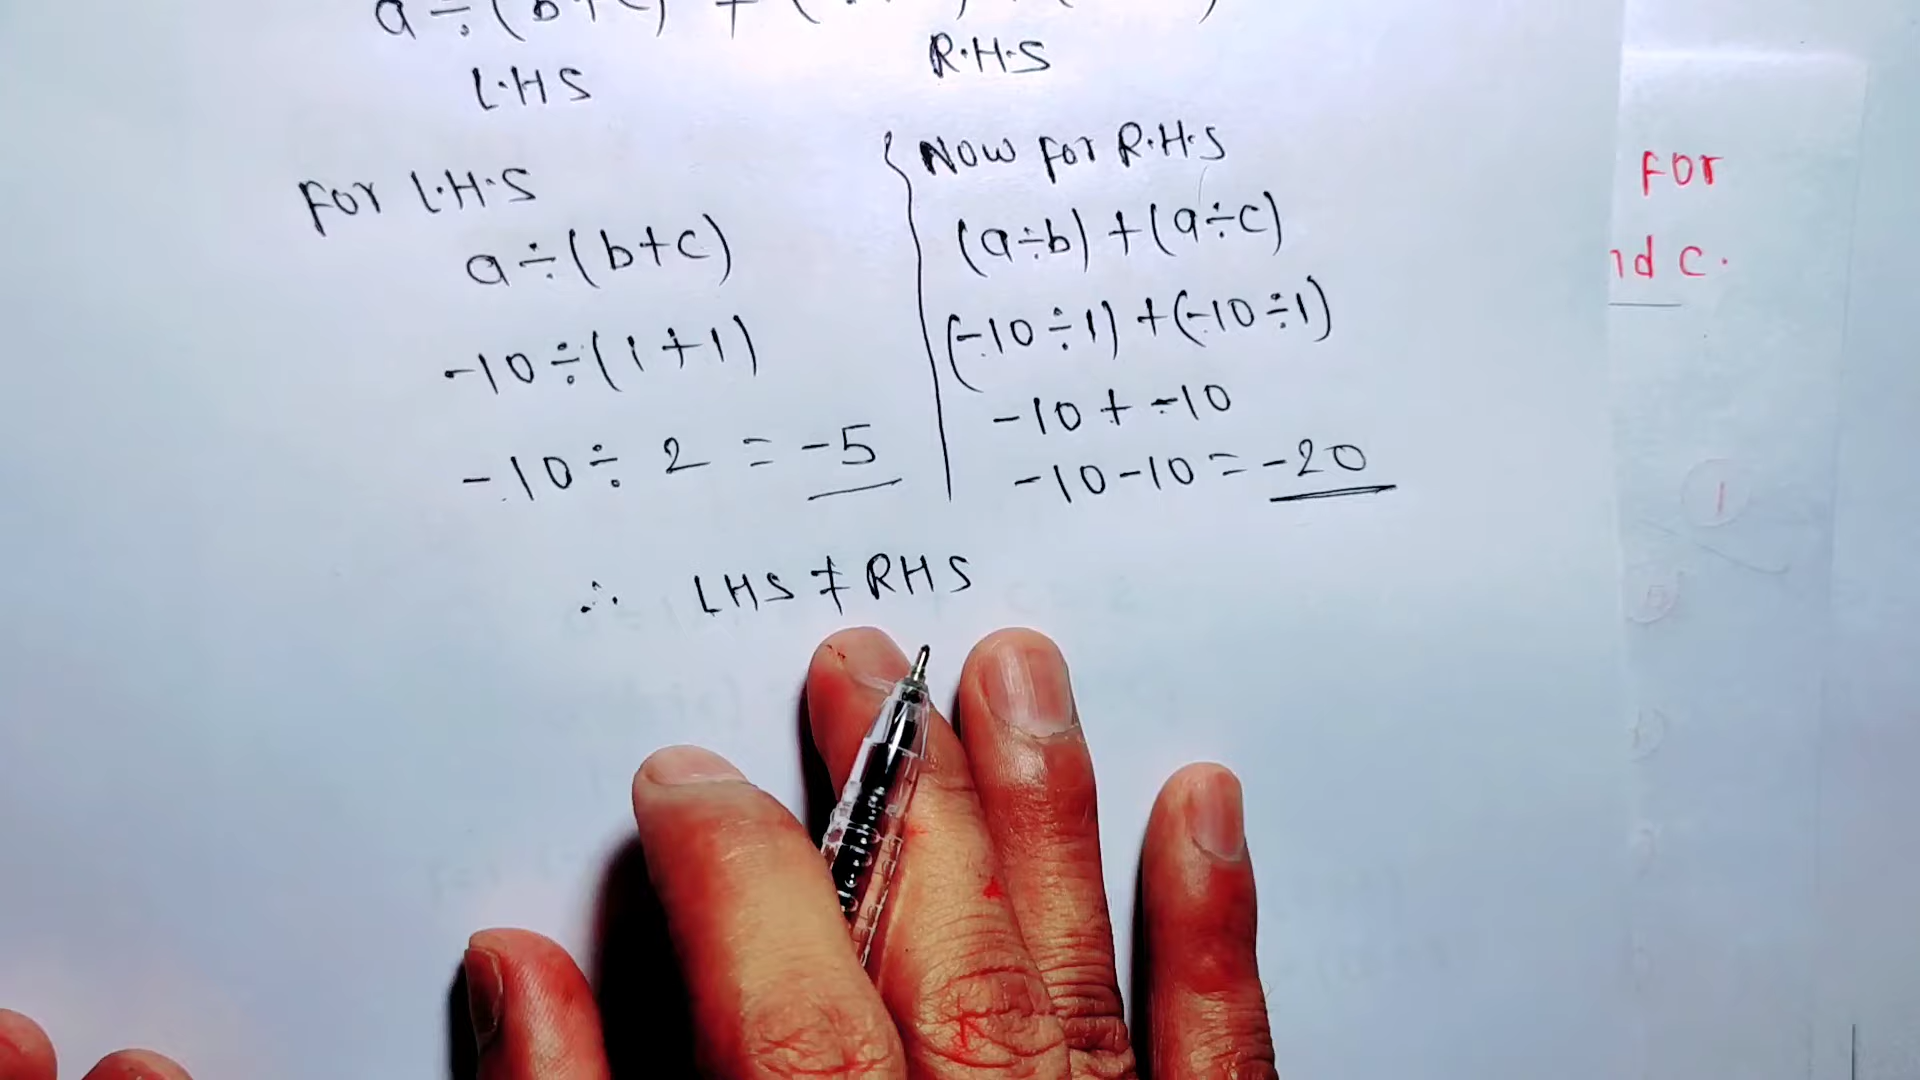 a ÷ (b + c) ≠
L.H S
R.H.S
For L.H.S
a ÷ (b + c)
-10 ÷ (1 + 1)
-10 ÷ 2 = -5
Now for R.H.S
(a ÷ b) + (a ÷ c)
(-10 ÷ 1) + (-10 ÷ 1)
-10 + -10
-10 - 10 = -20
∴ LHS ≠ RHS
For
nd c.
1